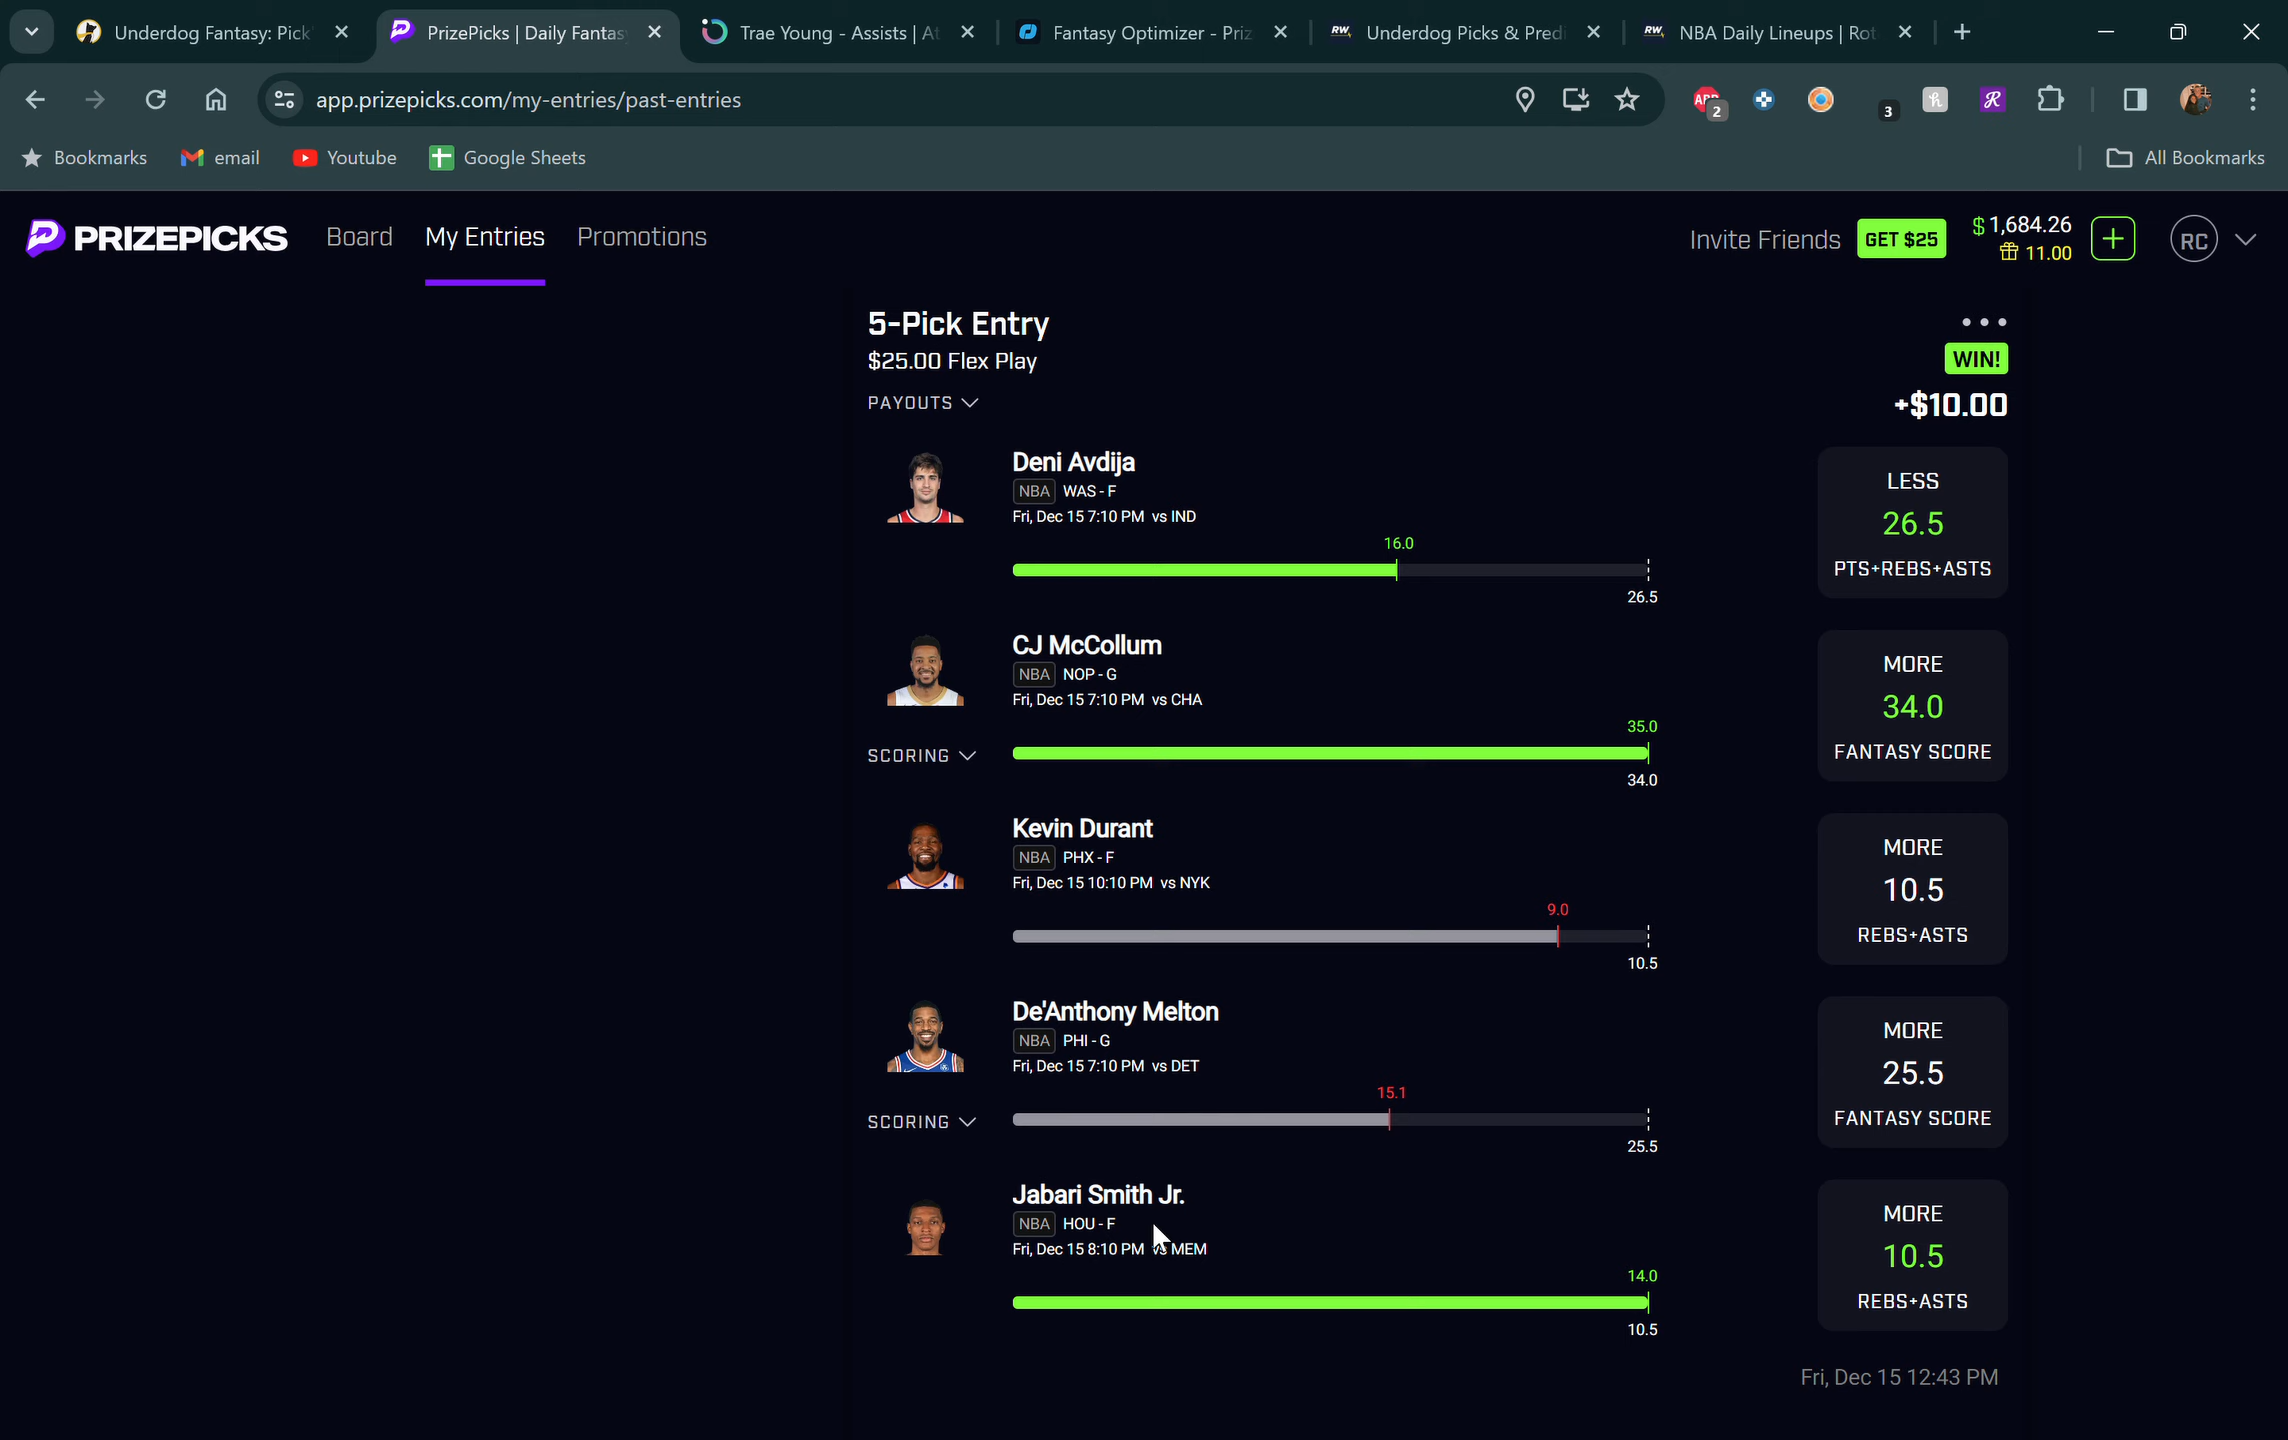 Underdog Fantasy: Pick'
PrizePicks | Daily Fantas
Trae Young - Assists | At
Fantasy Optimizer - Priz
RW Underdog Picks & Predi
RW NBA Daily Lineups | Rot
app.prizepicks.com/my-entries/past-entries
ABP 2
3
Bookmarks
email
Youtube
Google Sheets
All Bookmarks
PRIZEPICKS
Board
My Entries
Promotions
Invite Friends
GET $25
$ 1,684.26
11.00
RC
5-Pick Entry
$25.00 Flex Play
WIN!
PAYOUTS
+$10.00
Deni Avdija
NBA WAS - F
Fri, Dec 15 7:10 PM vs IND
16.0
26.5
LESS
26.5
PTS+REBS+ASTS
CJ McCollum
NBA NOP - G
Fri, Dec 15 7:10 PM vs CHA
35.0
SCORING
34.0
MORE
34.0
FANTASY SCORE
Kevin Durant
NBA PHX - F
Fri, Dec 15 10:10 PM vs NYK
9.0
10.5
MORE
10.5
REBS+ASTS
De'Anthony Melton
NBA PHI - G
Fri, Dec 15 7:10 PM vs DET
15.1
SCORING
25.5
MORE
25.5
FANTASY SCORE
Jabari Smith Jr.
NBA HOU - F
Fri, Dec 15 8:10 PM vs MEM
14.0
10.5
MORE
10.5
REBS+ASTS
Fri, Dec 15 12:43 PM